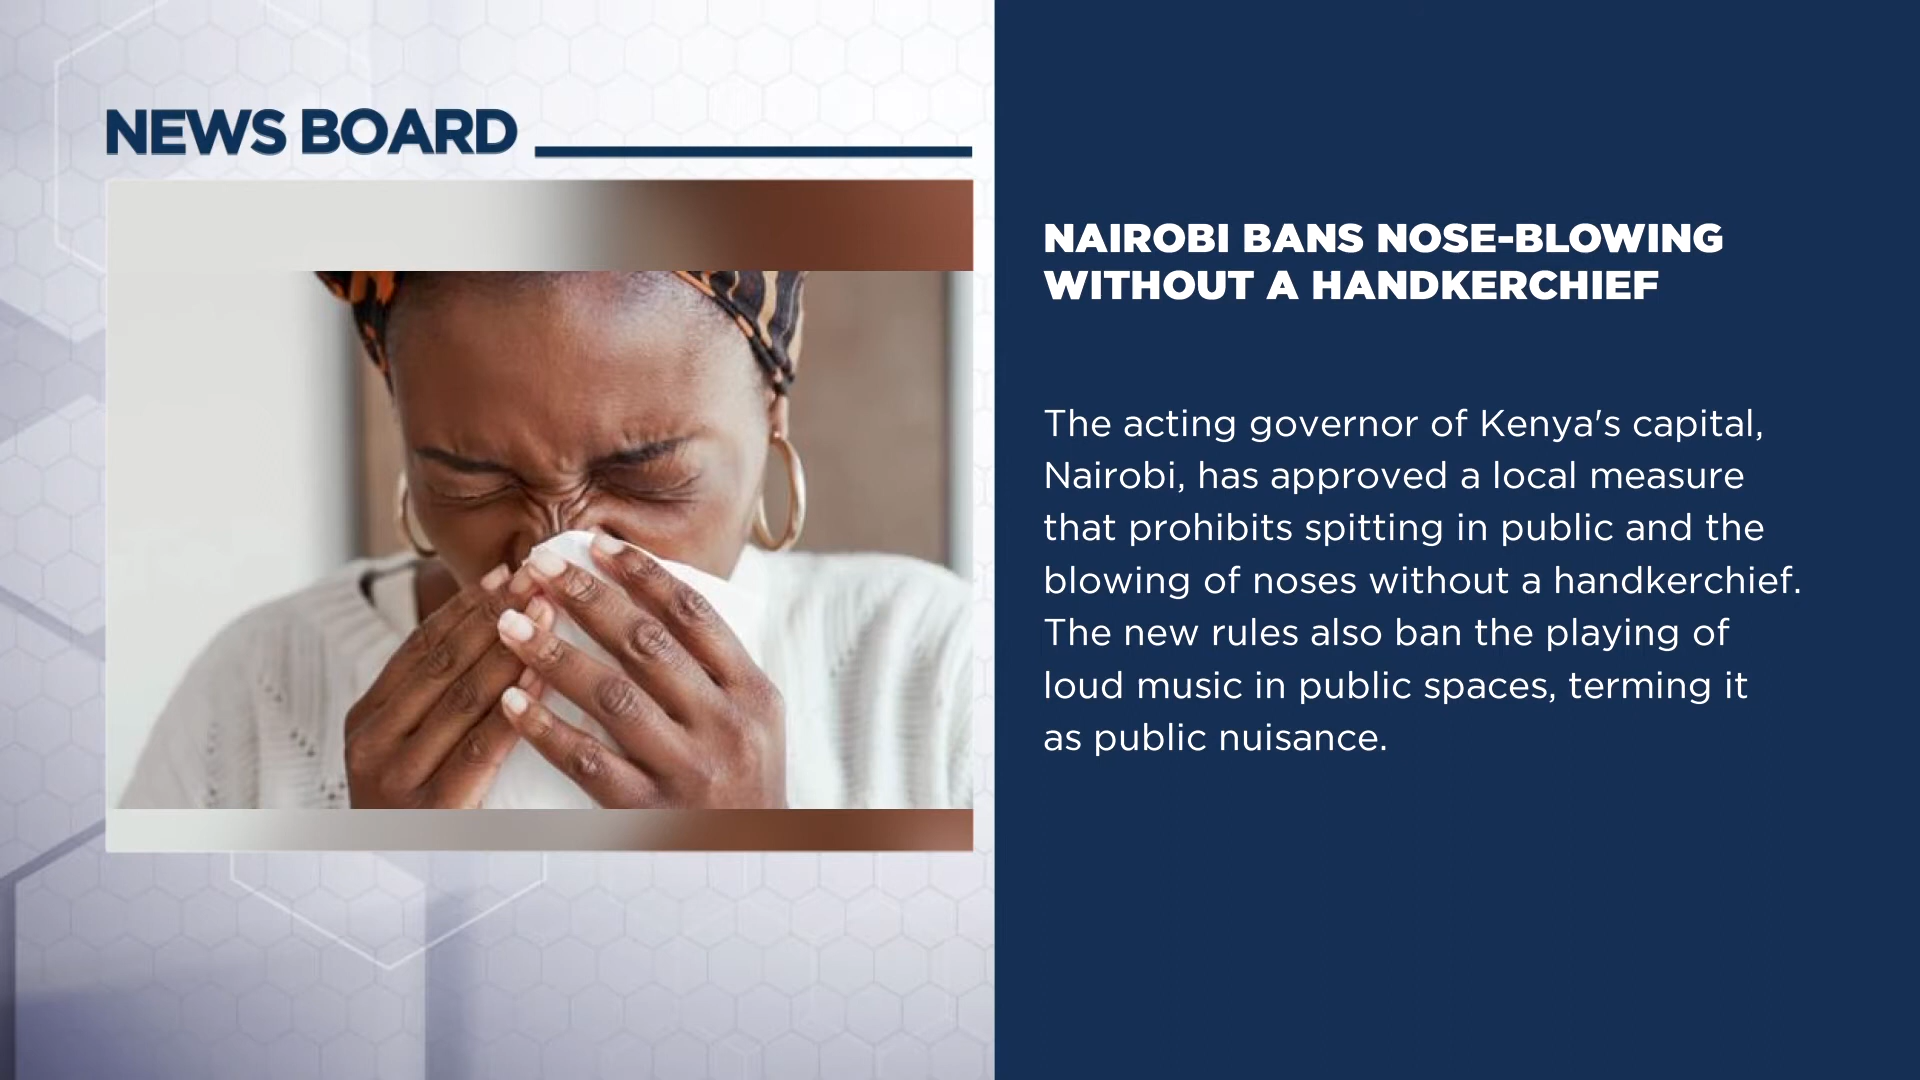 NEWS BOARD
NAIROBI BANS NOSE-BLOWING
WITHOUT A HANDKERCHIEF
The acting governor of Kenya's capital,
Nairobi, has approved a local measure
that prohibits spitting in public and the
blowing of noses without a handkerchief.
The new rules also ban the playing of
loud music in public spaces, terming it
as public nuisance.